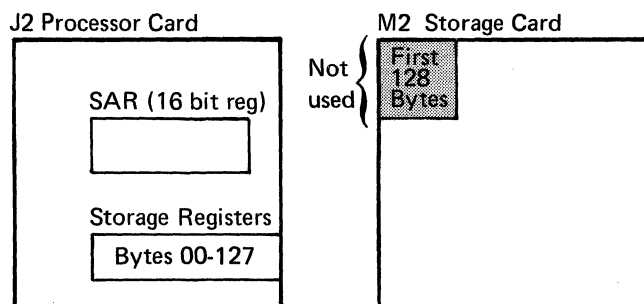 J2 Processor Card
SAR (16 bit reg)
Storage Registers
Bytes 00-127
M2 Storage Card
Not
used
First
128
Bytes